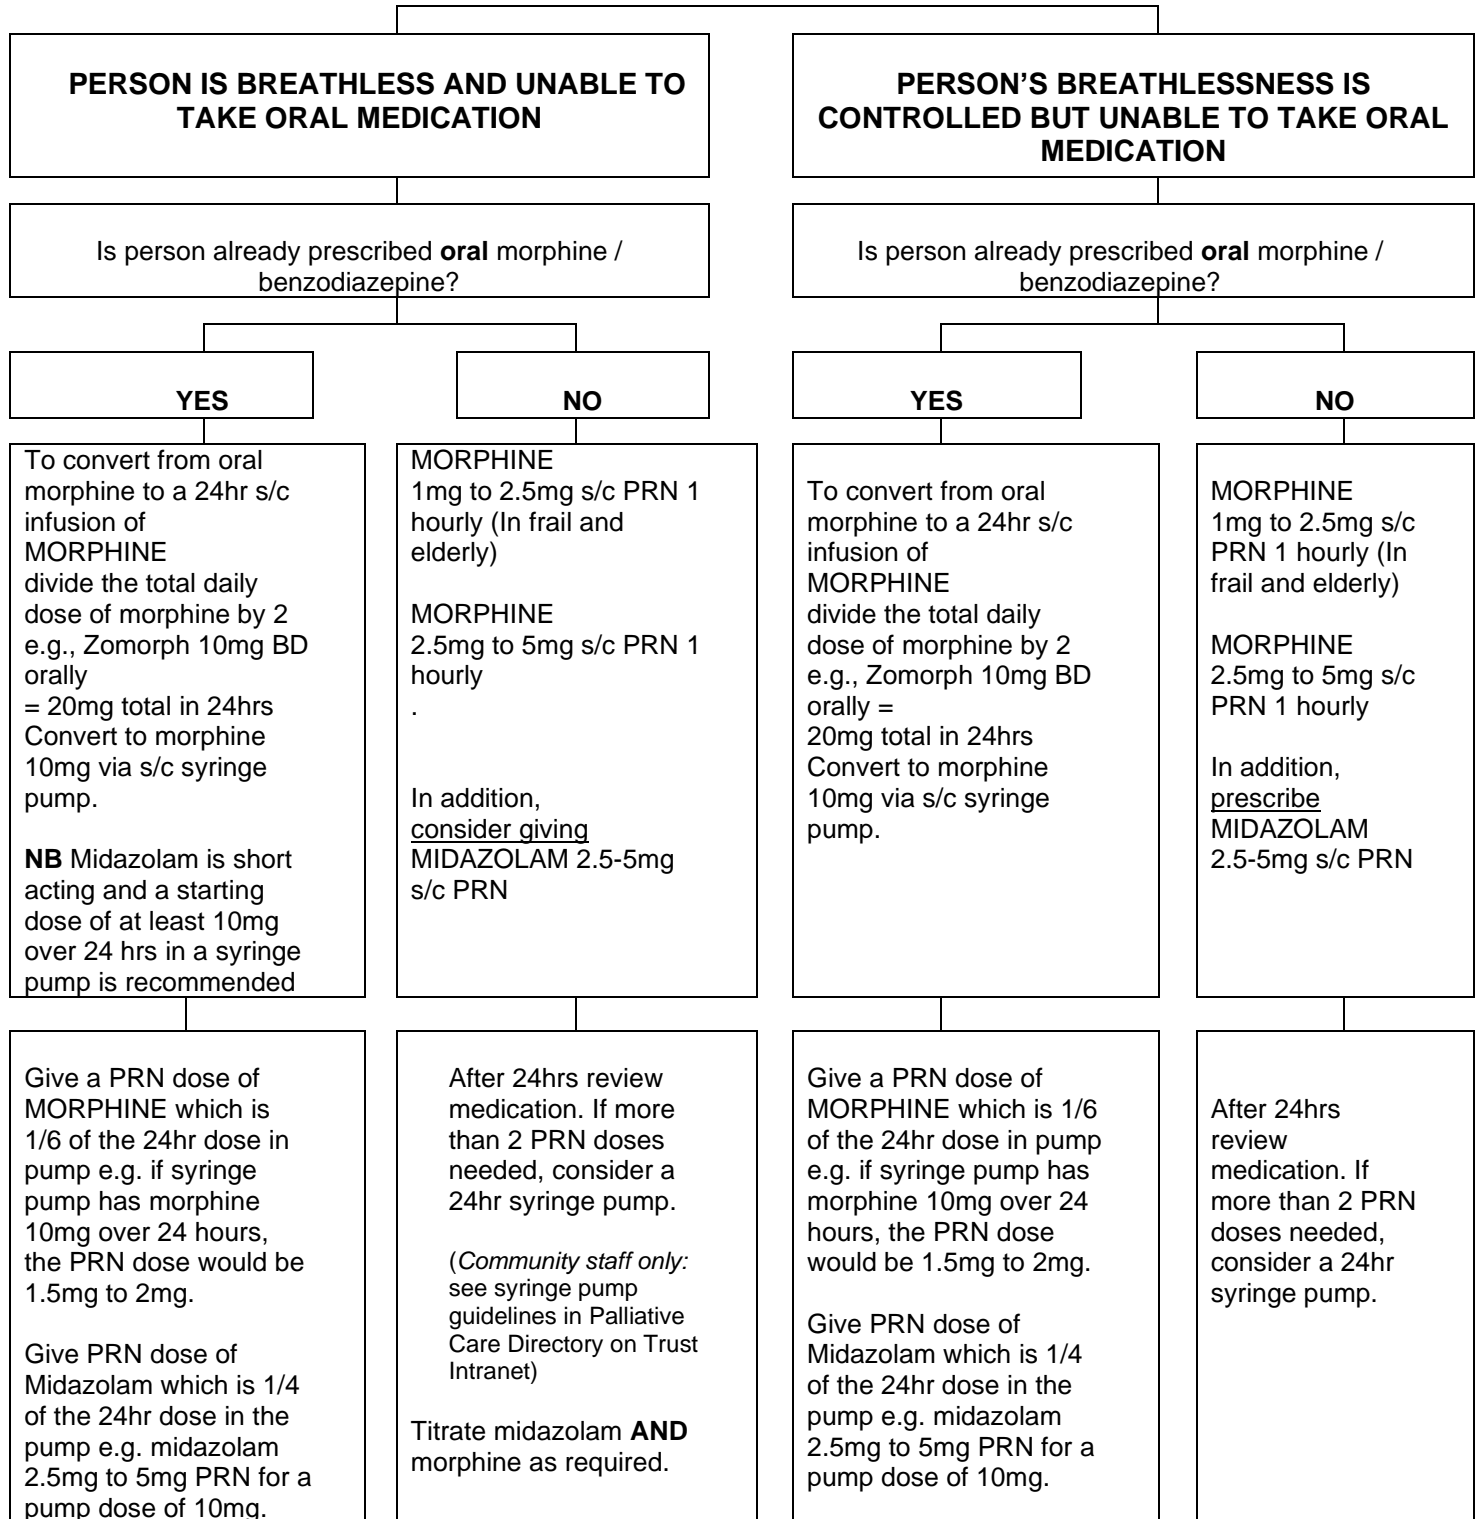 PERSON IS BREATHLESS AND UNABLE TO
TAKE ORAL MEDICATION
PERSON'S BREATHLESSNESS IS
CONTROLLED BUT UNABLE TO TAKE ORAL
MEDICATION
Is person already prescribed oral morphine /
benzodiazepine?
Is person already prescribed oral morphine /
benzodiazepine?
YES
NO
YES
NO
To convert from oral
morphine to a 24hr s/c
infusion of
MORPHINE
divide the total daily
dose of morphine by 2
e.g., Zomorph 10mg BD
orally
= 20mg total in 24hrs
Convert to morphine
10mg via s/c syringe
pump.
NB Midazolam is short
acting and a starting
dose of at least 10mg
over 24 hrs in a syringe
pump is recommended
MORPHINE
1mg to 2.5mg s/c PRN 1
hourly (In frail and
elderly)
MORPHINE
2.5mg to 5mg s/c PRN 1
hourly
.
In addition,
consider giving
MIDAZOLAM 2.5-5mg
s/c PRN
To convert from oral
morphine to a 24hr s/c
infusion of
MORPHINE
divide the total daily
dose of morphine by 2
e.g., Zomorph 10mg BD
orally =
20mg total in 24hrs
Convert to morphine
10mg via s/c syringe
pump.
MORPHINE
1mg to 2.5mg s/c
PRN 1 hourly (In
frail and elderly)
MORPHINE
2.5mg to 5mg s/c
PRN 1 hourly
In addition,
prescribe
MIDAZOLAM
2.5-5mg s/c PRN
Give a PRN dose of
MORPHINE which is
1/6 of the 24hr dose in
pump e.g. if syringe
pump has morphine
10mg over 24 hours,
the PRN dose would be
1.5mg to 2mg.
Give PRN dose of
Midazolam which is 1/4
of the 24hr dose in the
pump e.g. midazolam
2.5mg to 5mg PRN for a
pump dose of 10mg.
After 24hrs review
medication. If more
than 2 PRN doses
needed, consider a
24hr syringe pump.
(Community staff only:
see syringe pump
guidelines in Palliative
Care Directory on Trust
Intranet)
Titrate midazolam AND
morphine as required.
Give a PRN dose of
MORPHINE which is 1/6
of the 24hr dose in pump
e.g. if syringe pump has
morphine 10mg over 24
hours, the PRN dose
would be 1.5mg to 2mg.
Give PRN dose of
Midazolam which is 1/4
of the 24hr dose in the
pump e.g. midazolam
2.5mg to 5mg PRN for a
pump dose of 10mg.
After 24hrs
review
medication. If
more than 2 PRN
doses needed,
consider a 24hr
syringe pump.